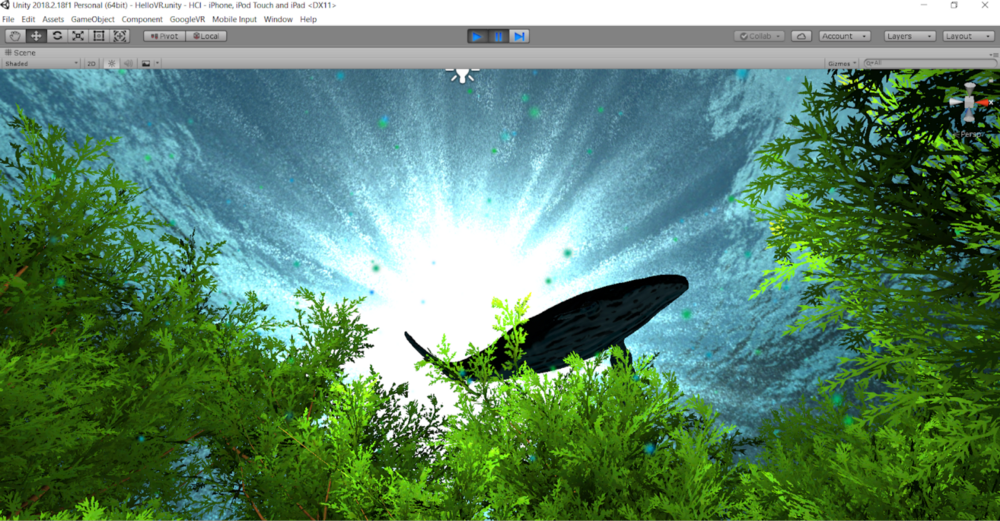 Unity 2018.2.18f1 Personal (64bit) - HelloVR.unity - HCI - iPhone, iPod Touch and iPad <DX11>
File Edit Assets GameObject Component GoogleVR Mobile Input Window Help
Pivot Local Collab Account Layers Layout
Scene
Shaded 2D Gizmos All
x
Persp